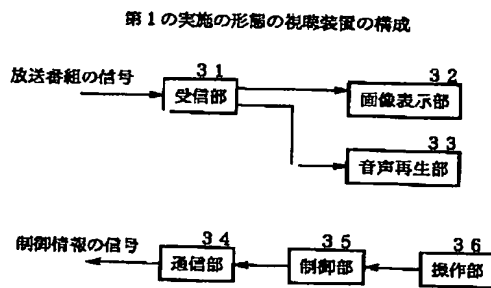 第1の実施の形態の視聴装置の構成
放送番組の信号
31
受信部
32
画像表示部
33
音声再生部
制御情報の信号
34
通信部
35
制御部
36
操作部